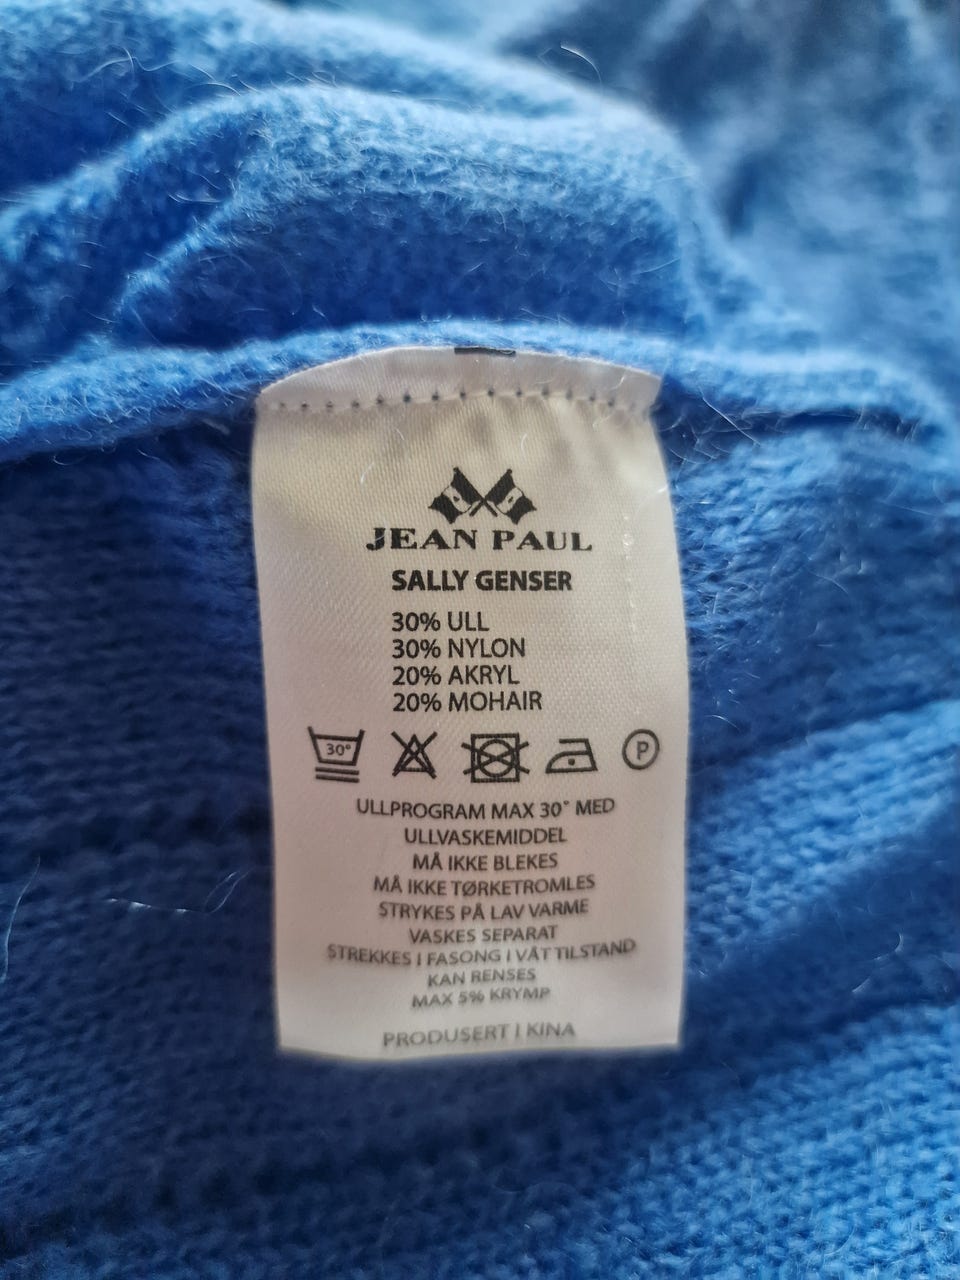 JEAN PAUL
SALLY GENSER
30% ULL
30% NYLON
20% AKRYL
20% MOHAIR
30° P
ULLPROGRAM MAX 30° MED
ULLVASKEMIDDEL
MÅ IKKE BLEKES
MÅ IKKE TØRKETROMLES
STRYKES PÅ LAV VARME
VASKES SEPARAT
STREKKES I FASONG I VÅT TILSTAND
KAN RENSES
MAX 5% KRYMP
PRODUSERT I KINA